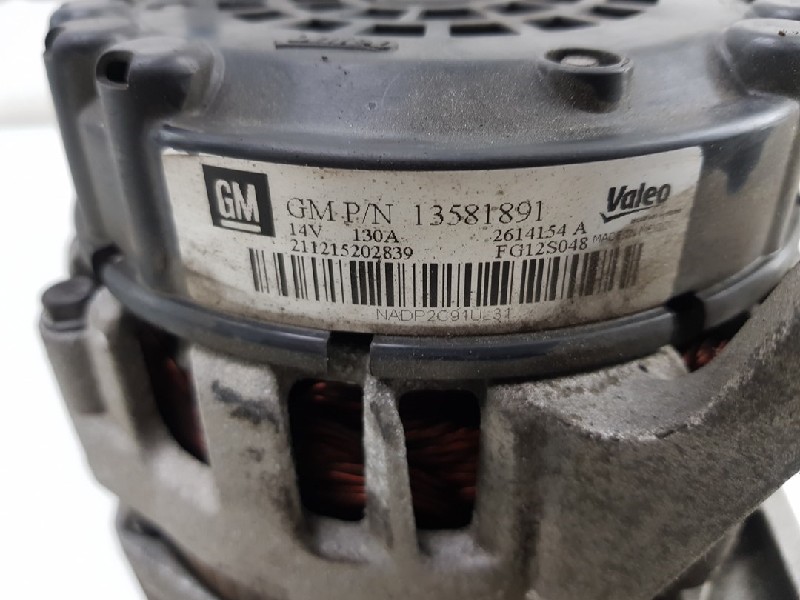 GM
GM P/N 13581891
Valeo
14V 130A 2614154 A
211215202839 FG12S048